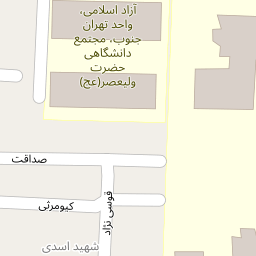 آزاد اسلامی،
واحد تهران
جنوب، مجتمع
دانشگاهی
حضرت
ولیعصر(عج)
صداقت
قوسی نژاد
کیومرثی
شهید اسدی